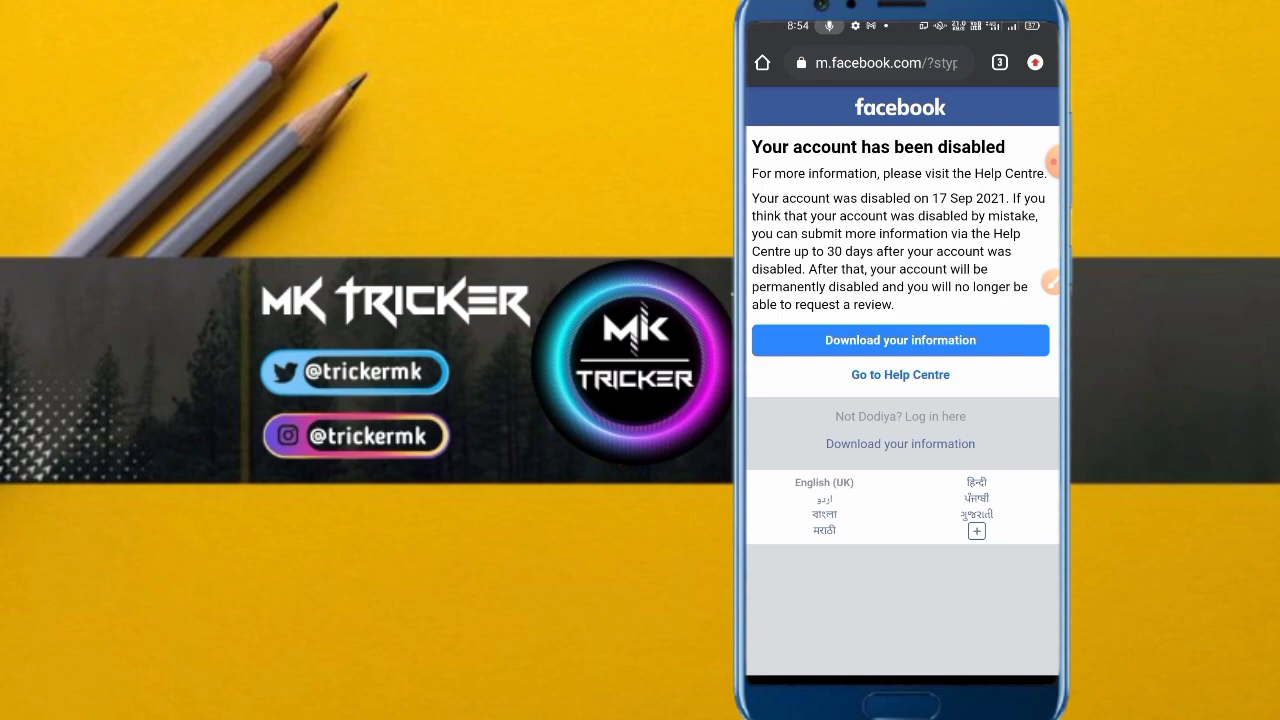 MK TRICKER
@trickermk
@trickermk
MK
TRICKER
8:54
37
m.facebook.com/?styp
3
facebook
Your account has been disabled
For more information, please visit the Help Centre.
Your account was disabled on 17 Sep 2021. If you
think that your account was disabled by mistake,
you can submit more information via the Help
Centre up to 30 days after your account was
disabled. After that, your account will be
permanently disabled and you will no longer be
able to request a review.
Download your information
Go to Help Centre
Not Dodiya? Log in here
Download your information
English (UK)
हिन्दी
اردو
ਪੰਜਾਬੀ
বাংলা
ગુજરાતી
मराठी